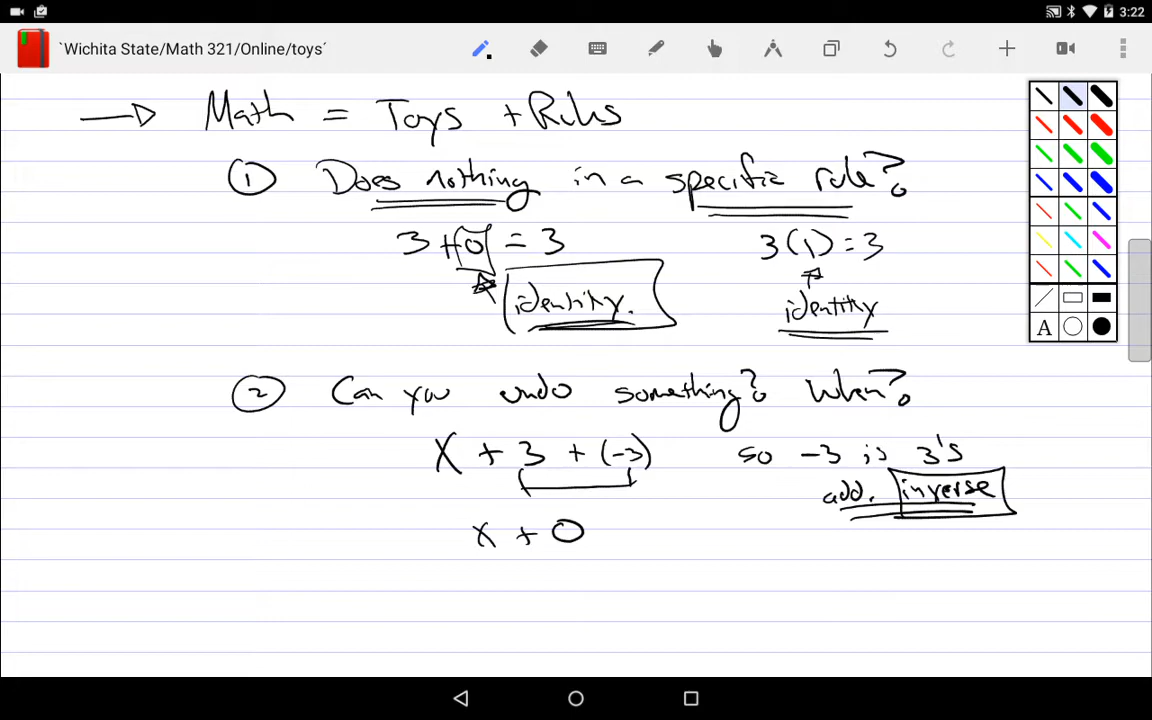 3:22
`Wichita State/Math 321/Online/toys`
→ Math = Toys + Rules
① Does nothing in a specific rule?
3 + 0 = 3 3(1) = 3
identity. identity
② Can you undo something? When?
X + 3 + (-3) so -3 is 3's
add. inverse
x + 0
A